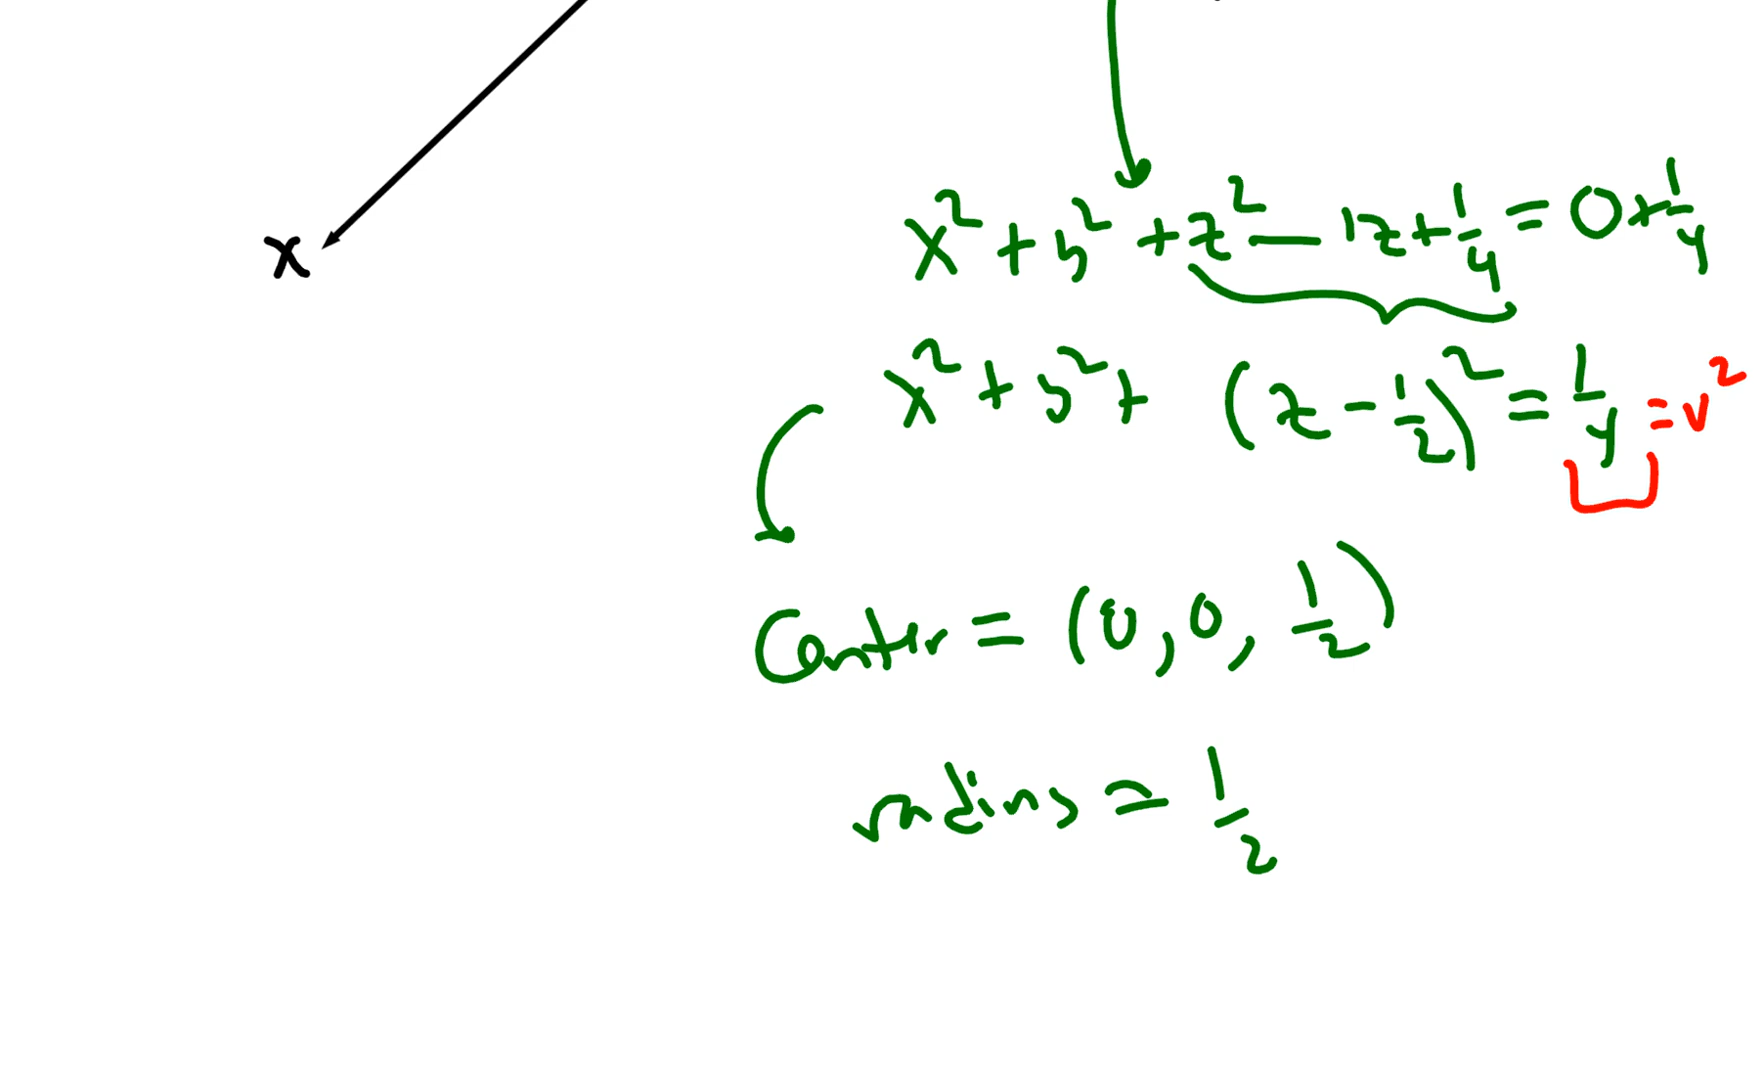 x
x² + y² + z² — 1z + 1/4 = 0 + 1/4
x² + y² + (z - 1/2)² = 1/4 = r²
Center = (0, 0, 1/2)
radius = 1/2